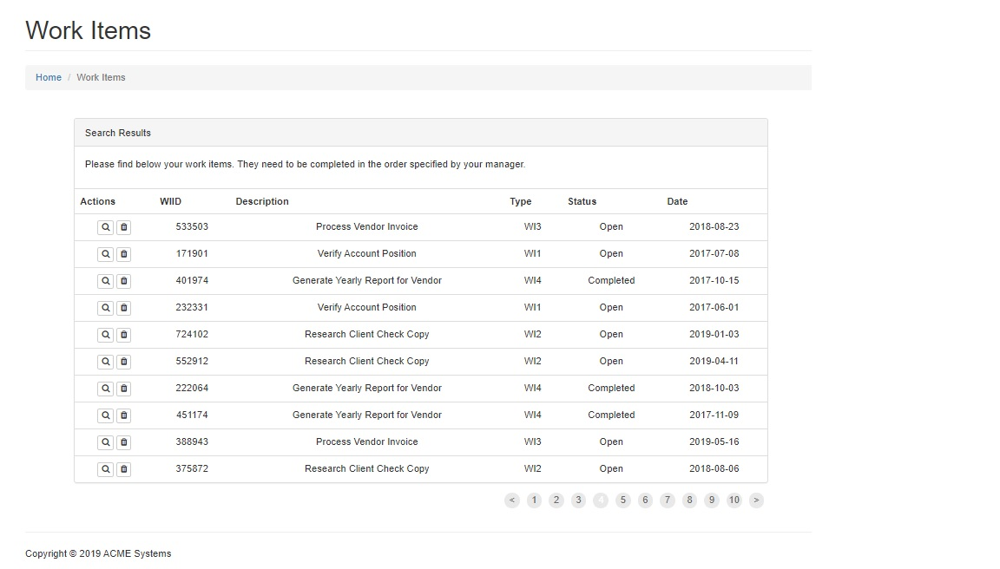 Work Items
Home / Work Items
Search Results
Please find below your work items. They need to be completed in the order specified by your manager.
Actions WIID Description Type Status Date
533503 Process Vendor Invoice WI3 Open 2018-08-23
171901 Verify Account Position WI1 Open 2017-07-08
401974 Generate Yearly Report for Vendor WI4 Completed 2017-10-15
232331 Verify Account Position WI1 Open 2017-06-01
724102 Research Client Check Copy WI2 Open 2019-01-03
552912 Research Client Check Copy WI2 Open 2019-04-11
222064 Generate Yearly Report for Vendor WI4 Completed 2018-10-03
451174 Generate Yearly Report for Vendor WI4 Completed 2017-11-09
388943 Process Vendor Invoice WI3 Open 2019-05-16
375872 Research Client Check Copy WI2 Open 2018-08-06
< 1 2 3 4 5 6 7 8 9 10 >
Copyright © 2019 ACME Systems